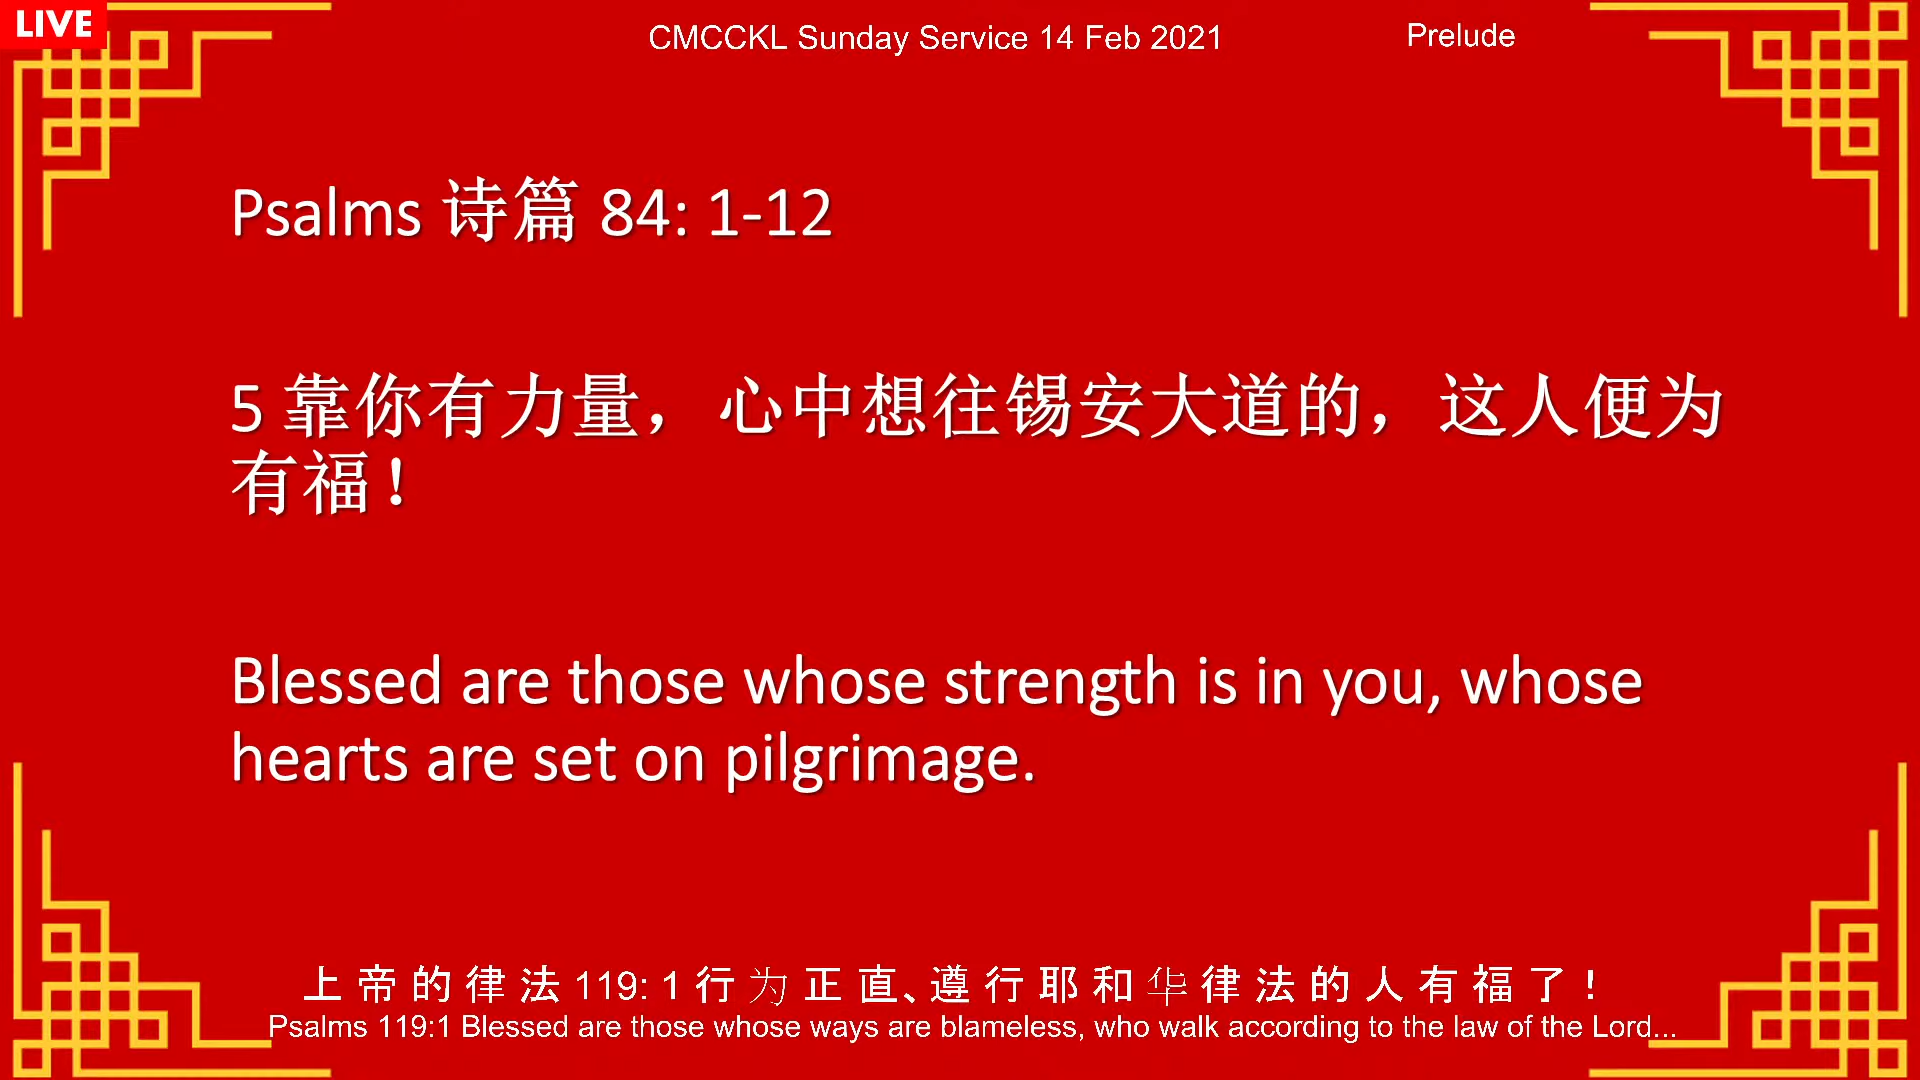 LIVE
CMCCKL Sunday Service 14 Feb 2021
Prelude
Psalms 诗篇 84: 1-12
5 靠你有力量，心中想往锡安大道的，这人便为
有福！
Blessed are those whose strength is in you, whose
hearts are set on pilgrimage.
上 帝 的 律 法 119: 1 行 为 正 直、遵 行 耶 和 华 律 法 的 人 有 福 了！
Psalms 119:1 Blessed are those whose ways are blameless, who walk according to the law of the Lord...